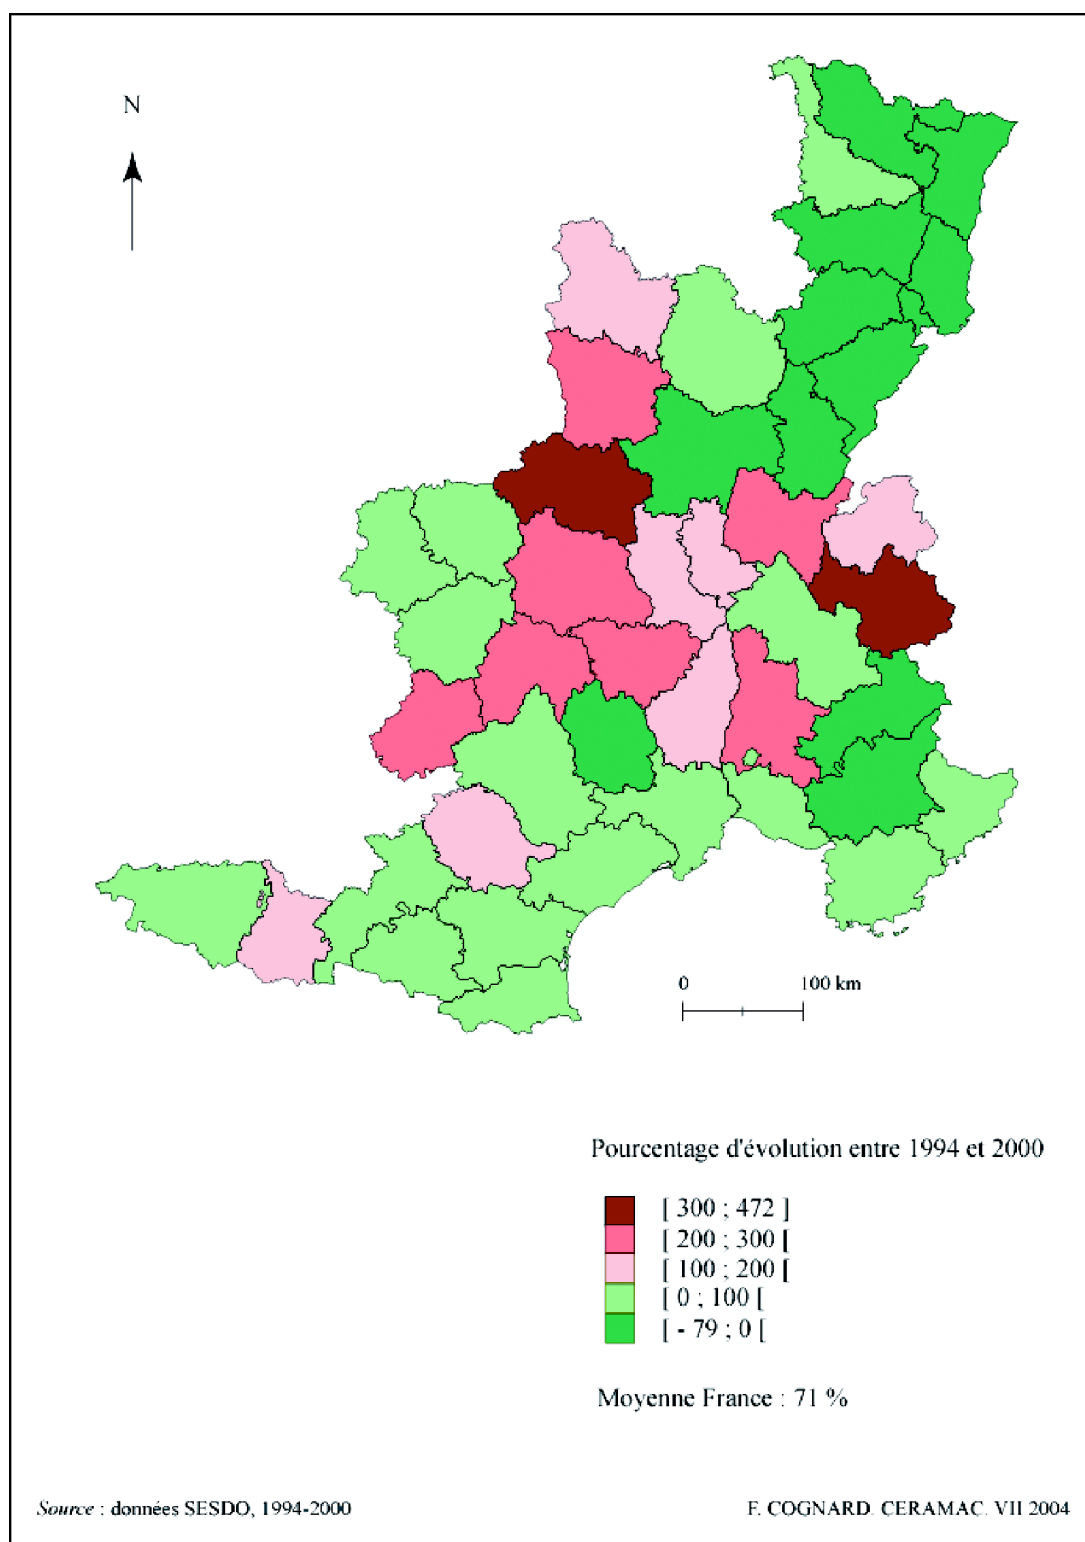 N
0 100 km
Pourcentage d'évolution entre 1994 et 2000
[ 300 ; 472 ]
[ 200 ; 300 [
[ 100 ; 200 [
[ 0 ; 100 [
[ - 79 ; 0 [
Moyenne France : 71 %
Source : données SESDO, 1994-2000
F. COGNARD. CERAMAC. VII 2004